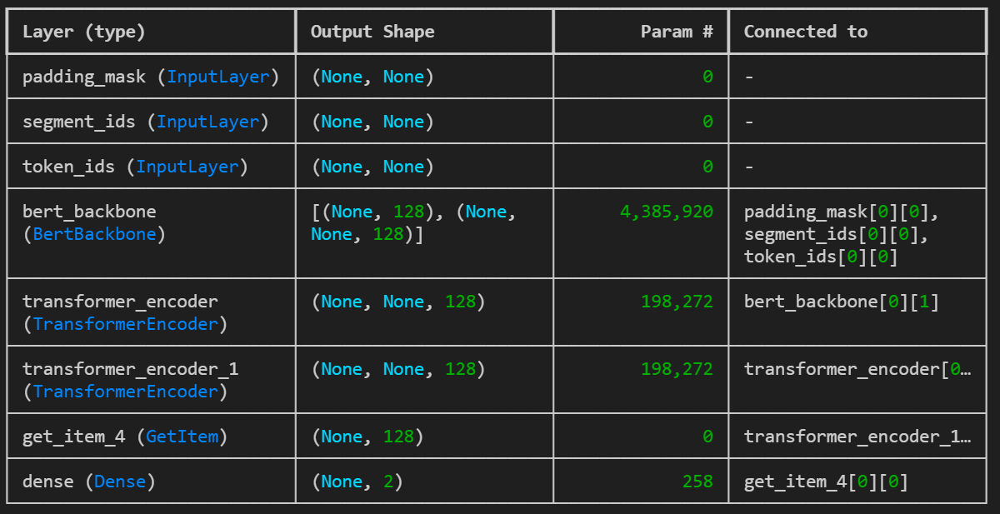 Layer (type) Output Shape Param # Connected to
padding_mask (InputLayer) (None, None) 0 -
segment_ids (InputLayer) (None, None) 0 -
token_ids (InputLayer) (None, None) 0 -
bert_backbone [(None, 128), (None, 4,385,920 padding_mask[0][0],
(BertBackbone) None, 128)] segment_ids[0][0],
token_ids[0][0]
transformer_encoder (None, None, 128) 198,272 bert_backbone[0][1]
(TransformerEncoder)
transformer_encoder_1 (None, None, 128) 198,272 transformer_encoder[0…
(TransformerEncoder)
get_item_4 (GetItem) (None, 128) 0 transformer_encoder_1…
dense (Dense) (None, 2) 258 get_item_4[0][0]